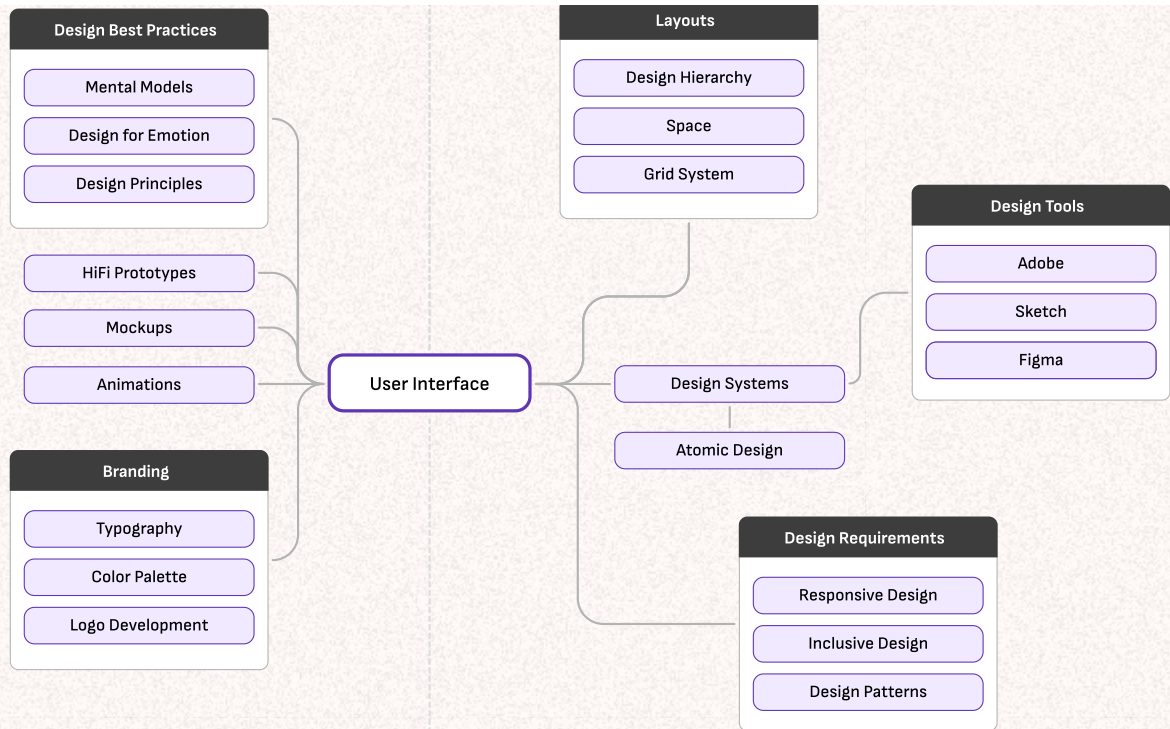 Design Best Practices
Mental Models
Design for Emotion
Design Principles
HiFi Prototypes
Mockups
Animations
Branding
Typography
Color Palette
Logo Development
User Interface
Layouts
Design Hierarchy
Space
Grid System
Design Systems
Atomic Design
Design Tools
Adobe
Sketch
Figma
Design Requirements
Responsive Design
Inclusive Design
Design Patterns